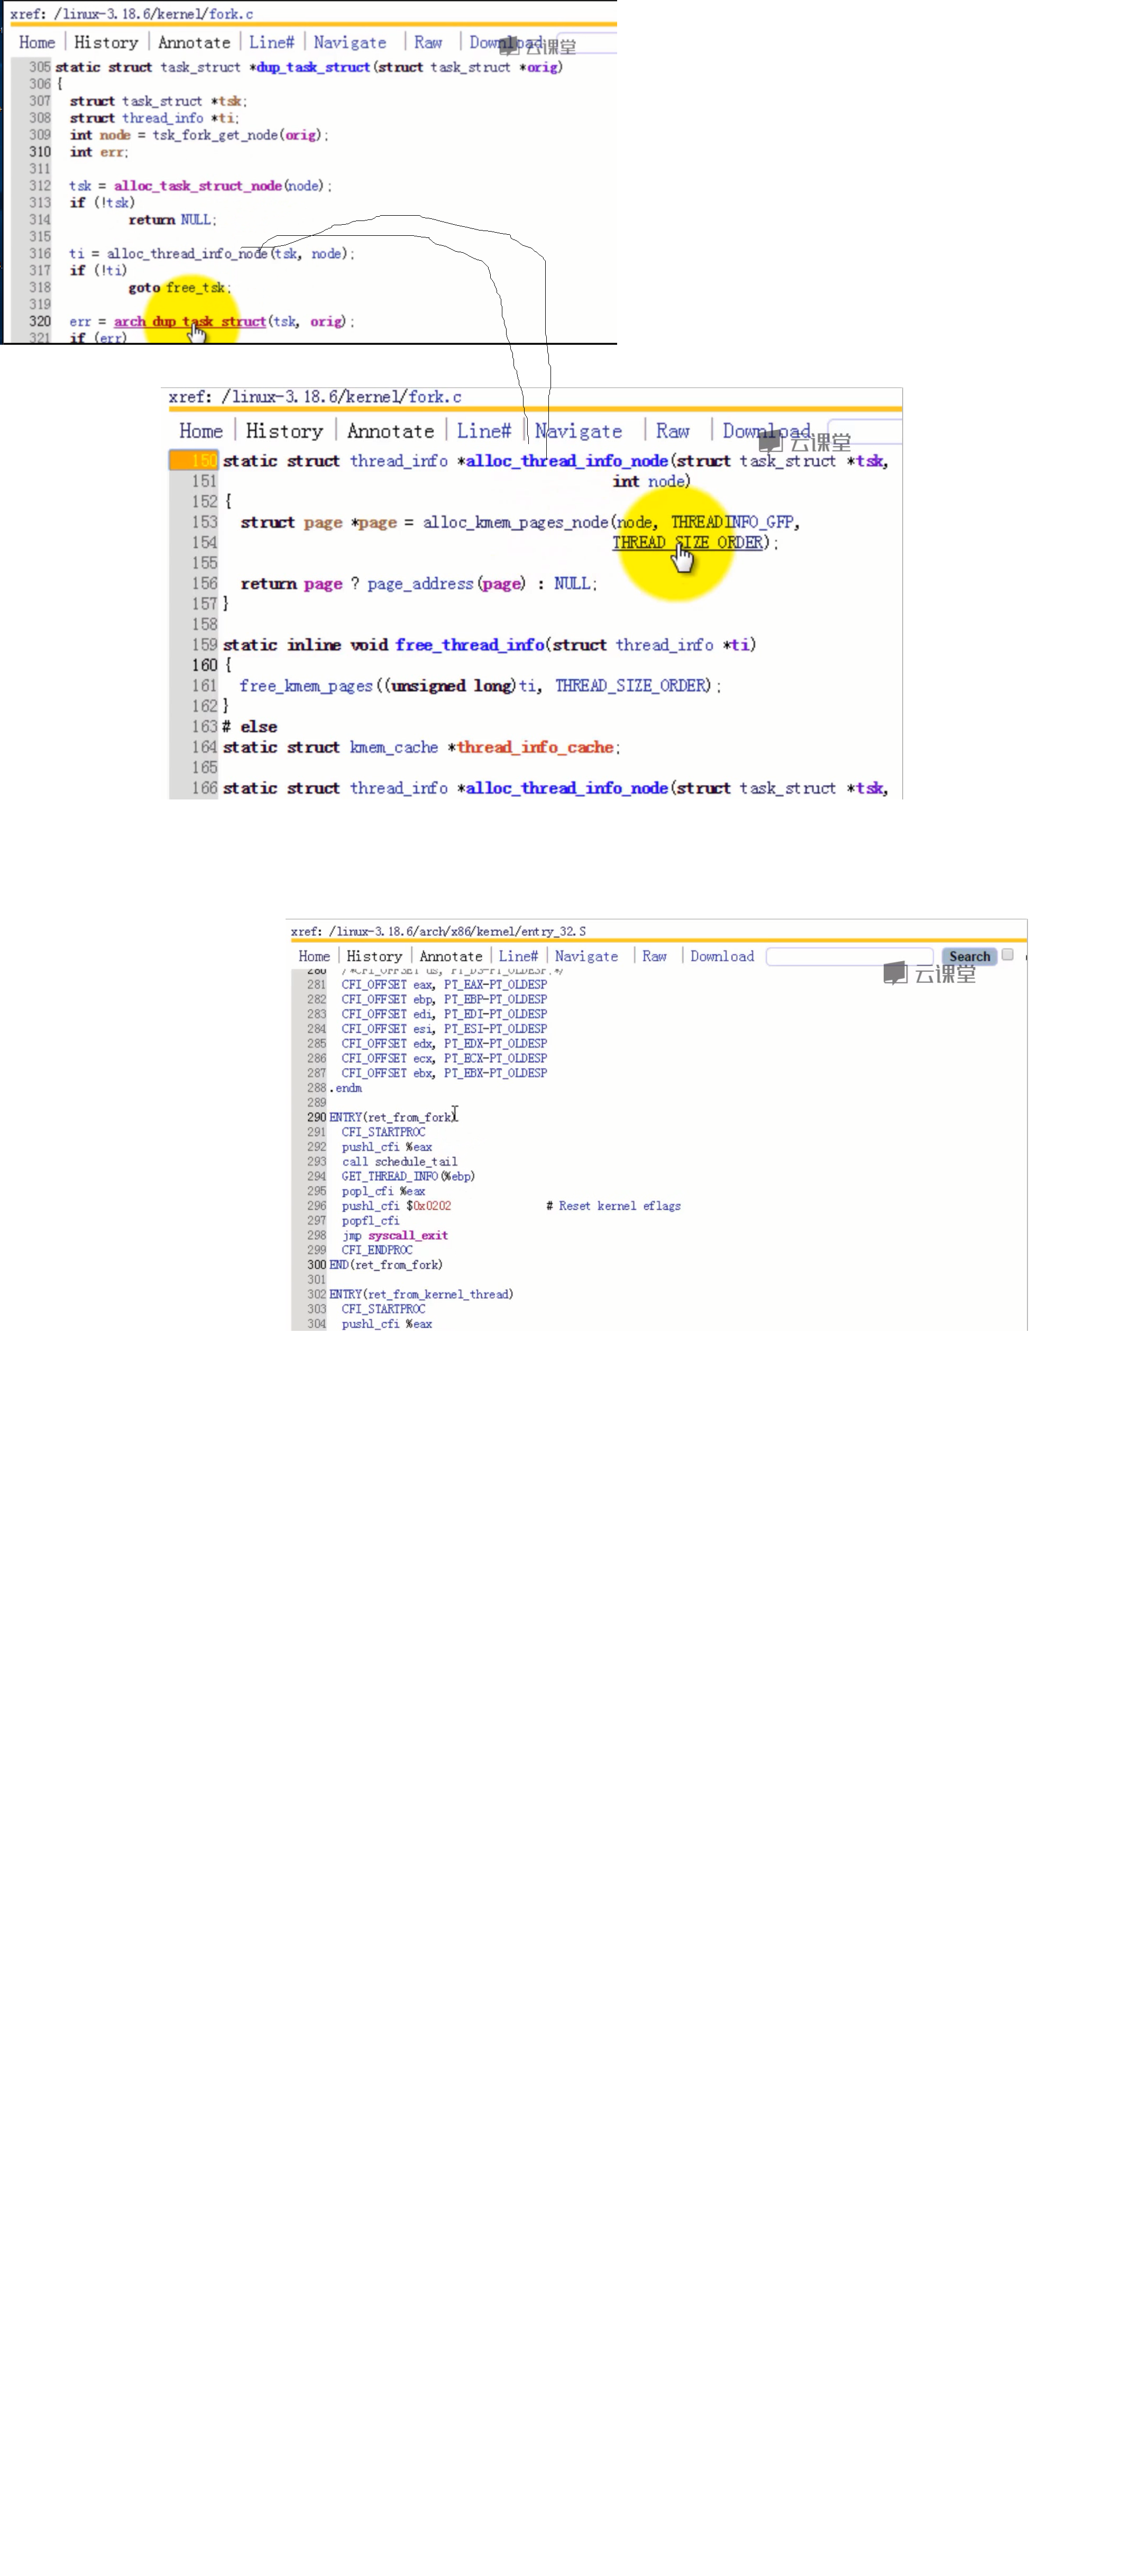 xref: /linux-3.18.6/kernel/fork.c
Home | History | Annotate | Line# | Navigate | Raw | Download
云课堂
305 static struct task_struct *dup_task_struct(struct task_struct *orig)
306 {
307 struct task_struct *tsk;
308 struct thread_info *ti;
309 int node = tsk_fork_get_node(orig);
310 int err;
311
312 tsk = alloc_task_struct_node(node);
313 if (!tsk)
314 return NULL;
315
316 ti = alloc_thread_info_node(tsk, node);
317 if (!ti)
318 goto free_tsk;
319
320 err = arch_dup_task_struct(tsk, orig);
321 if (err)
xref: /linux-3.18.6/kernel/fork.c
Home | History | Annotate | Line# | Navigate | Raw | Download
云课堂
150 static struct thread_info *alloc_thread_info_node(struct task_struct *tsk,
151 int node)
152 {
153 struct page *page = alloc_kmem_pages_node(node, THREADINFO_GFP,
154 THREAD_SIZE_ORDER);
155
156 return page ? page_address(page) : NULL;
157 }
158
159 static inline void free_thread_info(struct thread_info *ti)
160 {
161 free_kmem_pages((unsigned long)ti, THREAD_SIZE_ORDER);
162 }
163 # else
164 static struct kmem_cache *thread_info_cache;
165
166 static struct thread_info *alloc_thread_info_node(struct task_struct *tsk,
xref: /linux-3.18.6/arch/x86/kernel/entry_32.S
Home | History | Annotate | Line# | Navigate | Raw | Download Search
云课堂
280 /*CFI_OFFSET ds, PT_DS-PT_OLDESP;*/
281 CFI_OFFSET eax, PT_EAX-PT_OLDESP
282 CFI_OFFSET ebp, PT_EBP-PT_OLDESP
283 CFI_OFFSET edi, PT_EDI-PT_OLDESP
284 CFI_OFFSET esi, PT_ESI-PT_OLDESP
285 CFI_OFFSET edx, PT_EDX-PT_OLDESP
286 CFI_OFFSET ecx, PT_ECX-PT_OLDESP
287 CFI_OFFSET ebx, PT_EBX-PT_OLDESP
288 .endm
289
290 ENTRY(ret_from_fork)
291 CFI_STARTPROC
292 pushl_cfi %eax
293 call schedule_tail
294 GET_THREAD_INFO(%ebp)
295 popl_cfi %eax
296 pushl_cfi $0x0202 # Reset kernel eflags
297 popfl_cfi
298 jmp syscall_exit
299 CFI_ENDPROC
300 END(ret_from_fork)
301
302 ENTRY(ret_from_kernel_thread)
303 CFI_STARTPROC
304 pushl_cfi %eax